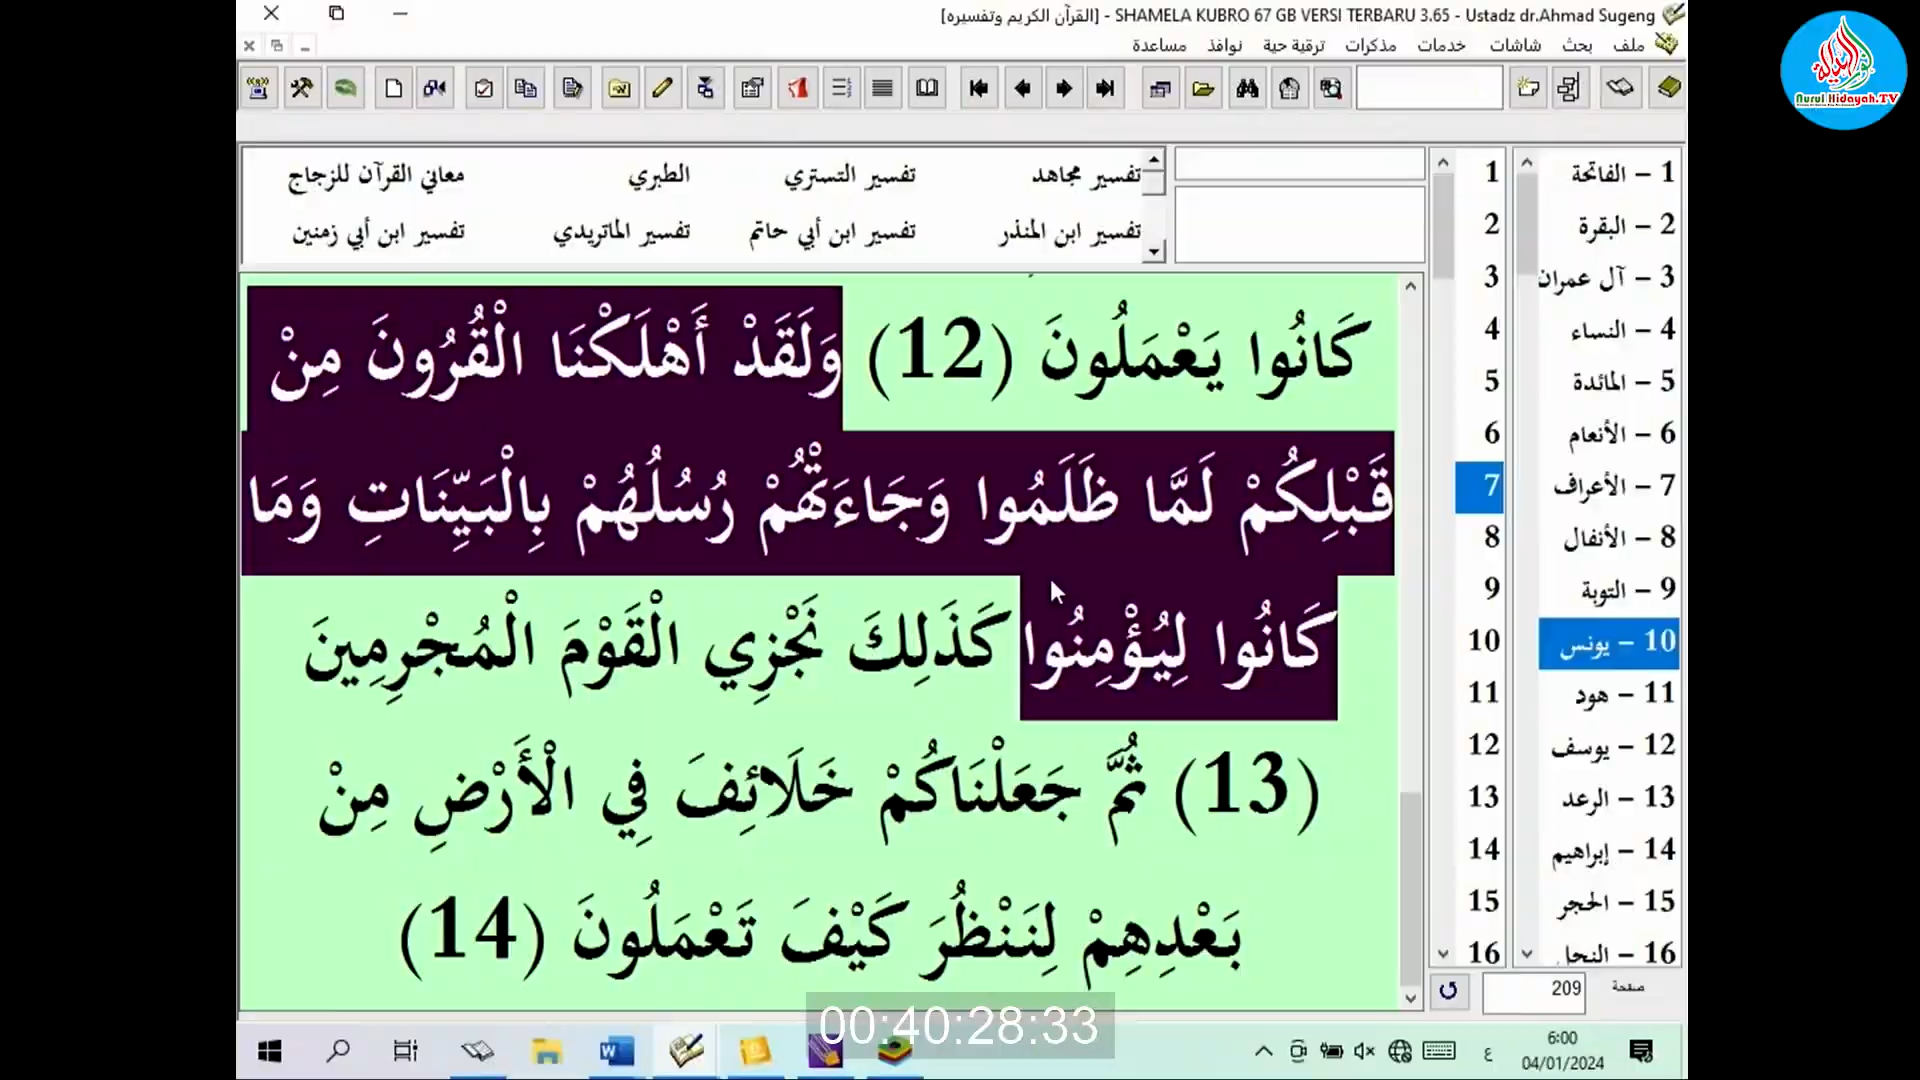 SHAMELA KUBRO 67 GB VERSI TERBARU 3.65 - Ustadz dr.Ahmad Sugeng - [القرآن الكريم وتفسيره]
ملف بحث شاشات خدمات مذكرات ترقية حية نوافذ مساعدة
Nurul Hidayah.TV
تفسير مجاهد تفسير التستري الطبري معاني القرآن للزجاج
تفسير ابن المنذر تفسير ابن أبي حاتم تفسير الماتريدي تفسير ابن أبي زمنين
كَانُوا يَعْمَلُونَ (12) وَلَقَدْ أَهْلَكْنَا الْقُرُونَ مِنْ
قَبْلِكُمْ لَمَّا ظَلَمُوا وَجَاءَتْهُمْ رُسُلُهُمْ بِالْبَيِّنَاتِ وَمَا
كَانُوا لِيُؤْمِنُوا كَذَلِكَ نَجْزِي الْقَوْمَ الْمُجْرِمِينَ
(13) ثُمَّ جَعَلْنَاكُمْ خَلَائِفَ فِي الْأَرْضِ مِنْ
بَعْدِهِمْ لِنَنْظُرَ كَيْفَ تَعْمَلُونَ (14)
1
2
3
4
5
6
7
8
9
10
11
12
13
14
15
16
1 – الفاتحة
2 – البقرة
3 – آل عمران
4 – النساء
5 – المائدة
6 – الأنعام
7 – الأعراف
8 – الأنفال
9 – التوبة
10 – يونس
11 – هود
12 – يوسف
13 – الرعد
14 – إبراهيم
15 – الحجر
16 – النحل
صفحة 209
00:40:28:33
ع
6:00
04/01/2024